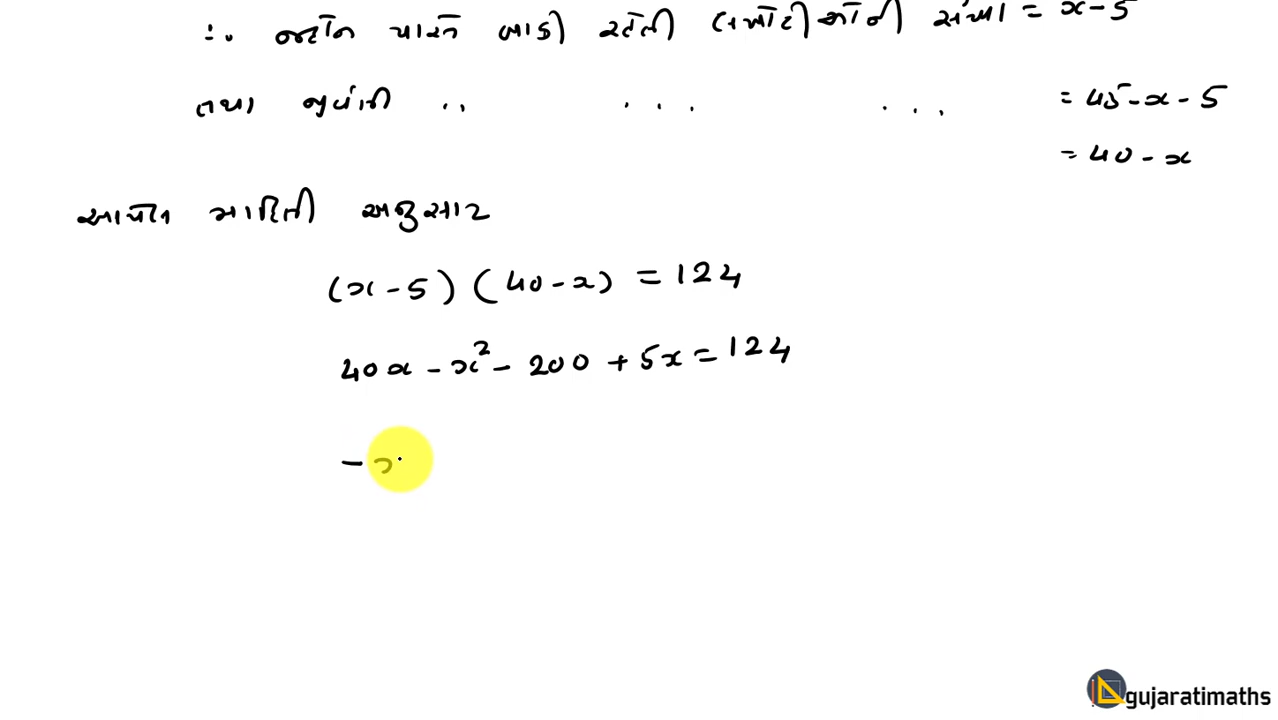 ∴ જહોન પાસે બાકી રહેલી લખોટીઓની સંખ્યા = x - 5
તથા જીવંતી .. ... ... = 45 - x - 5
= 40 - x
આપેલ માહિતી અનુસાર
(x - 5) (40 - x) = 124
40x - x² - 200 + 5x = 124
-
gujaratimaths